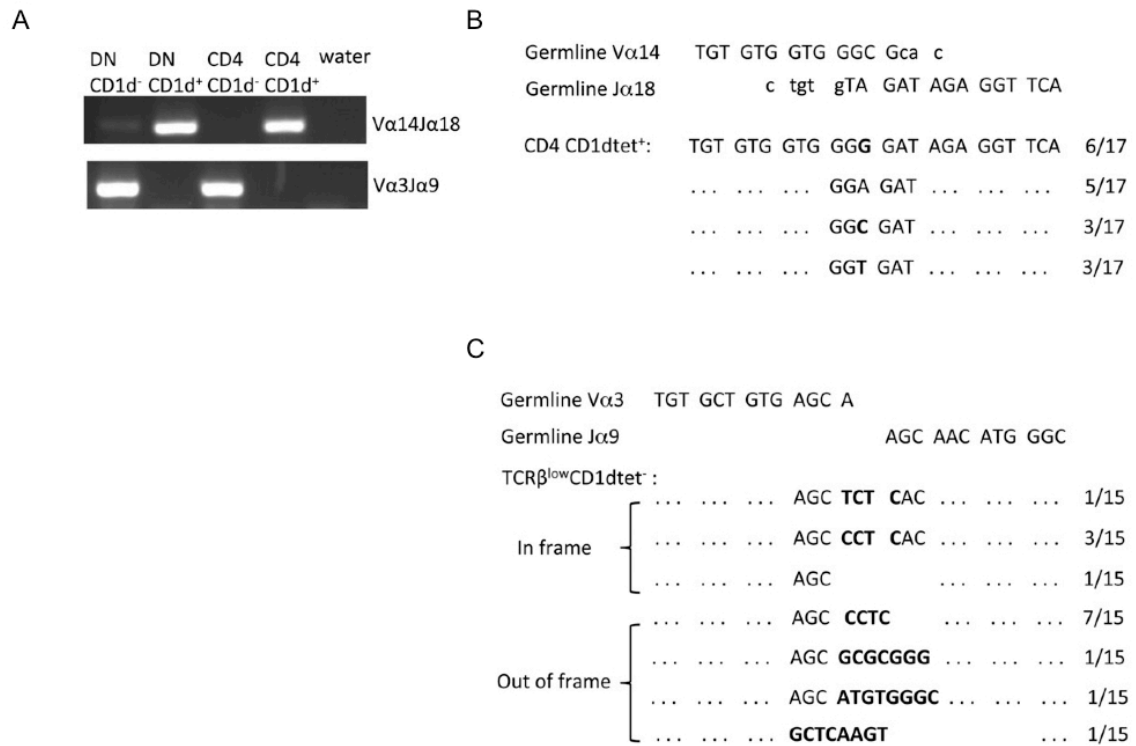 A
DN DN CD4 CD4 water
CD1d⁻ CD1d⁺ CD1d⁻ CD1d⁺
Vα14Jα18
Vα3Jα9
B
Germline Vα14 TGT GTG GTG GGC Gca c
Germline Jα18 c tgt gTA GAT AGA GGT TCA
CD4 CD1dtet⁺: TGT GTG GTG GGG GAT AGA GGT TCA 6/17
... ... ... GGA GAT ... ... ... 5/17
... ... ... GGC GAT ... ... ... 3/17
... ... ... GGT GAT ... ... ... 3/17
C
Germline Vα3 TGT GCT GTG AGC A
Germline Jα9 AGC AAC ATG GGC
TCRβˡᵒʷCD1dtet⁻ :
In frame
... ... ... AGC TCT CAC ... ... ... 1/15
... ... ... AGC CCT CAC ... ... ... 3/15
... ... ... AGC ... ... ... 1/15
Out of frame
... ... ... AGC CCTC ... ... ... 7/15
... ... ... AGC GCGCGGG ... ... ... 1/15
... ... ... AGC ATGTGGGC ... ... ... 1/15
... ... ... GCTCAAGT ... 1/15